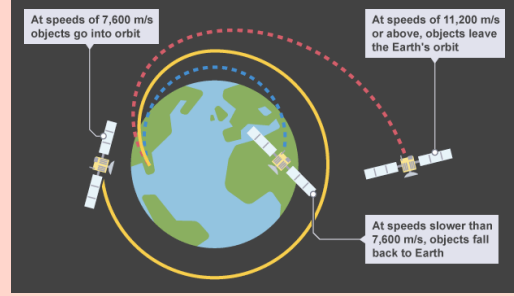 At speeds of 7,600 m/s
objects go into orbit
At speeds of 11,200 m/s
or above, objects leave
the Earth's orbit
At speeds slower than
7,600 m/s, objects fall
back to Earth